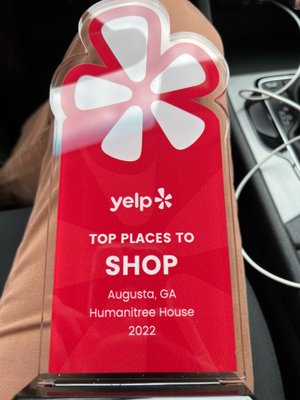 yelp
TOP PLACES TO
SHOP
Augusta, GA
Humanitree House
2022